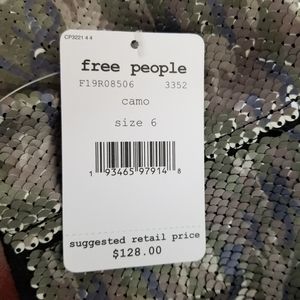 CP3221 4 4
free people
F19R08506 3352
camo
size 6
1 93465 97914 8
suggested retail price
$128.00